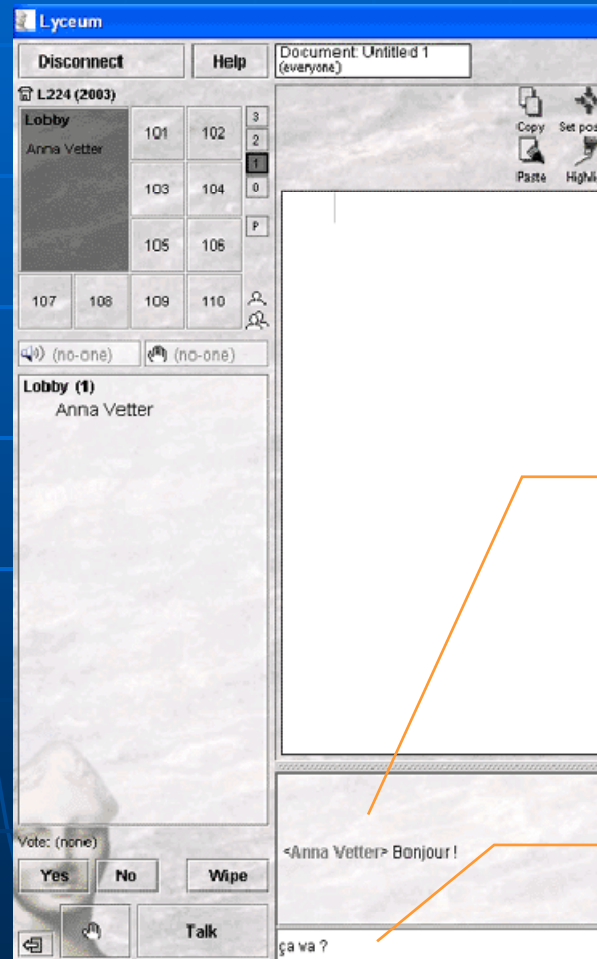 Lyceum
Disconnect
Help
Document: Untitled 1
(everyone)
L224 (2003)
Lobby
Anna Vetter
101
102
103
104
105
106
107
108
109
110
3
2
1
0
P
Copy
Paste
(no-one)
(no-one)
Lobby (1)
Anna Vetter
Vote: (none)
Yes
No
Wipe
Talk
<Anna Vetter> Bonjour !
ça va ?